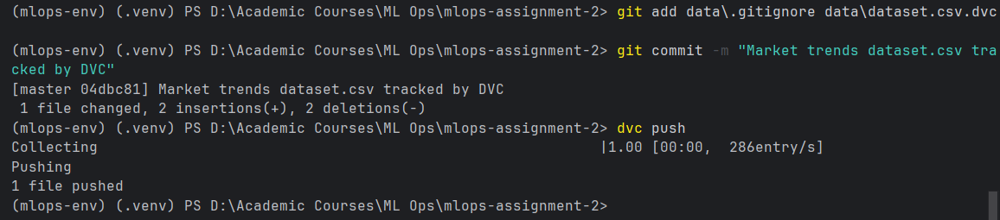 (mlops-env) (.venv) PS D:\Academic Courses\ML Ops\mlops-assignment-2> git add data\.gitignore data\dataset.csv.dvc
(mlops-env) (.venv) PS D:\Academic Courses\ML Ops\mlops-assignment-2> git commit -m "Market trends dataset.csv tra
cked by DVC"
[master 04dbc81] Market trends dataset.csv tracked by DVC
 1 file changed, 2 insertions(+), 2 deletions(-)
(mlops-env) (.venv) PS D:\Academic Courses\ML Ops\mlops-assignment-2> dvc push
Collecting |1.00 [00:00,  286entry/s]
Pushing
1 file pushed
(mlops-env) (.venv) PS D:\Academic Courses\ML Ops\mlops-assignment-2>